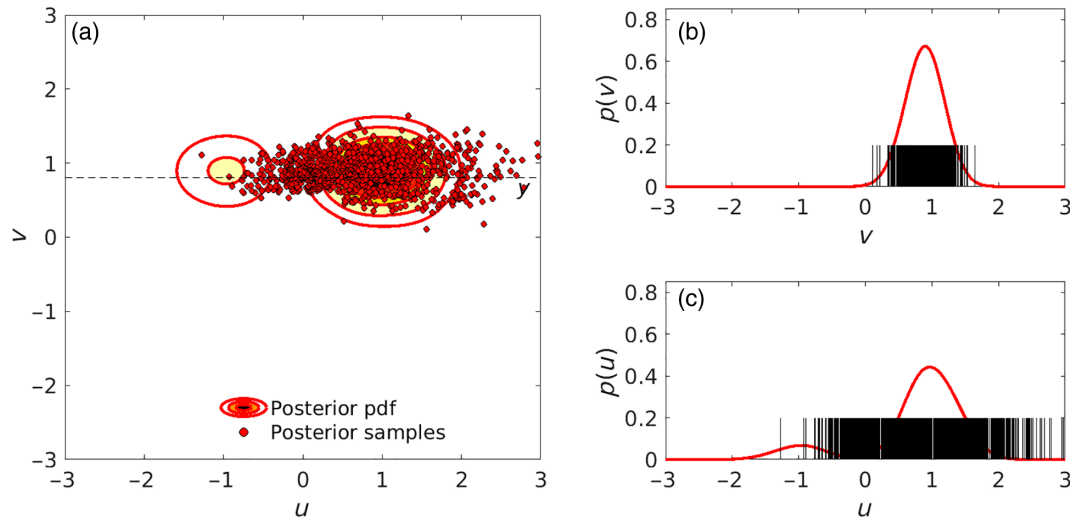 (a)
3
2
1
0
−1
−2
−3
v
y
Posterior pdf
Posterior samples
−3 −2 −1 0 1 2 3
u
(b)
0.8
0.6
0.4
0.2
0
p(v)
−3 −2 −1 0 1 2 3
v
(c)
0.8
0.6
0.4
0.2
0
p(u)
−3 −2 −1 0 1 2 3
u